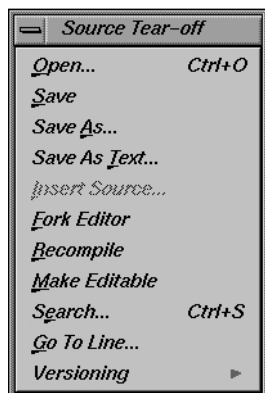 Source Tear-off
Open... Ctrl+O
Save
Save As...
Save As Text...
Insert Source...
Fork Editor
Recompile
Make Editable
Search... Ctrl+S
Go To Line...
Versioning